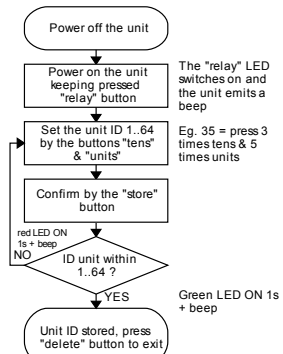 Power off the unit
Power on the unit
keeping pressed
"relay" button
The "relay" LED
switches on and
the unit emits a
beep
Set the unit ID 1..64
by the buttons "tens"
& "units"
Eg. 35 = press 3
times tens & 5
times units
Confirm by the "store"
button
red LED ON
1s + beep
NO
ID unit within
1..64 ?
YES
Green LED ON 1s
+ beep
Unit ID stored, press
"delete" button to exit